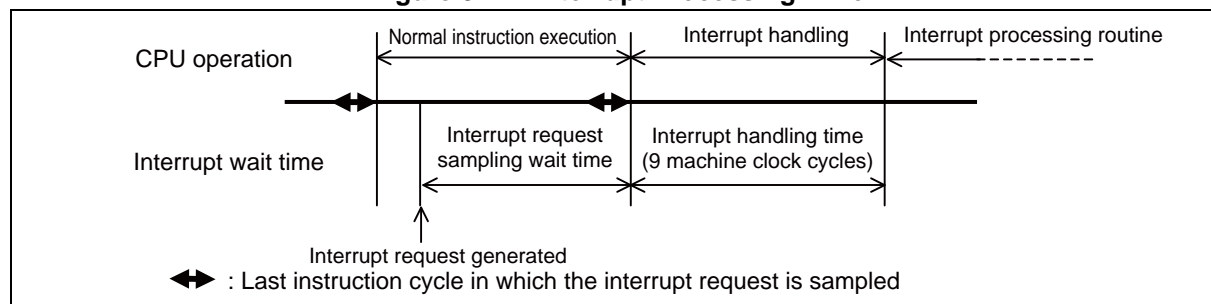 Normal instruction execution
Interrupt handling
Interrupt processing routine
CPU operation
Interrupt request
sampling wait time
Interrupt handling time
(9 machine clock cycles)
Interrupt wait time
Interrupt request generated
: Last instruction cycle in which the interrupt request is sampled